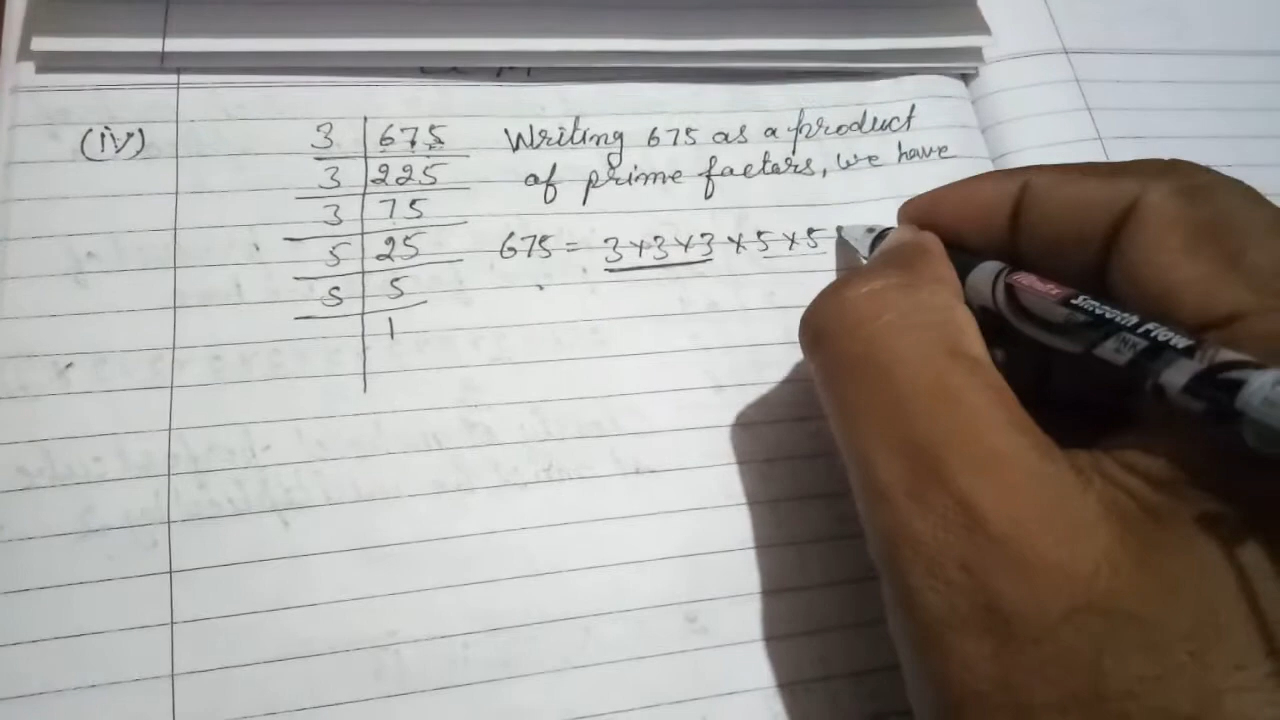 (iv)
3 | 675
3 | 225
3 | 75
5 | 25
5 | 5
1
Writing 675 as a product
of prime factors, we have
675 = 3×3×3 ×5×5
Smooth Flow
INK